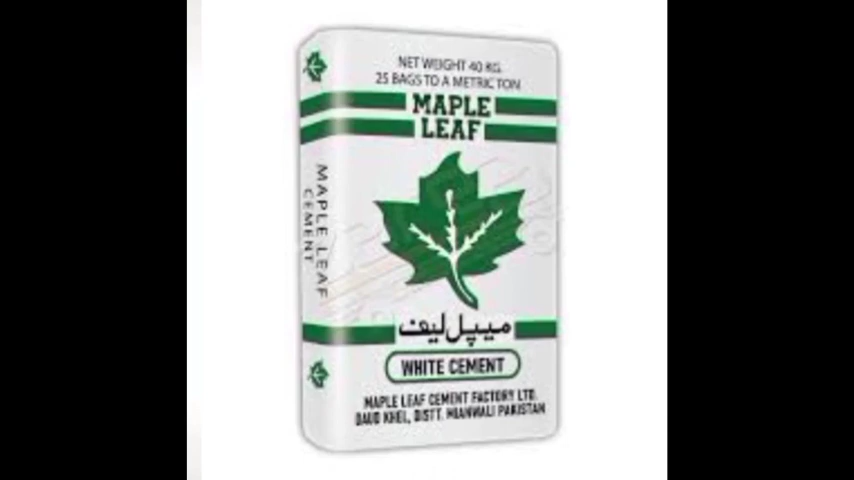 NET WEIGHT 40 KG
25 BAGS TO A METRIC TON
MAPLE
LEAF
MAPLE LEAF
CEMENT
میپل لیف
WHITE CEMENT
MAPLE LEAF CEMENT FACTORY LTD.
DAUD KHEL, DISTT. MIANWALI PAKISTAN